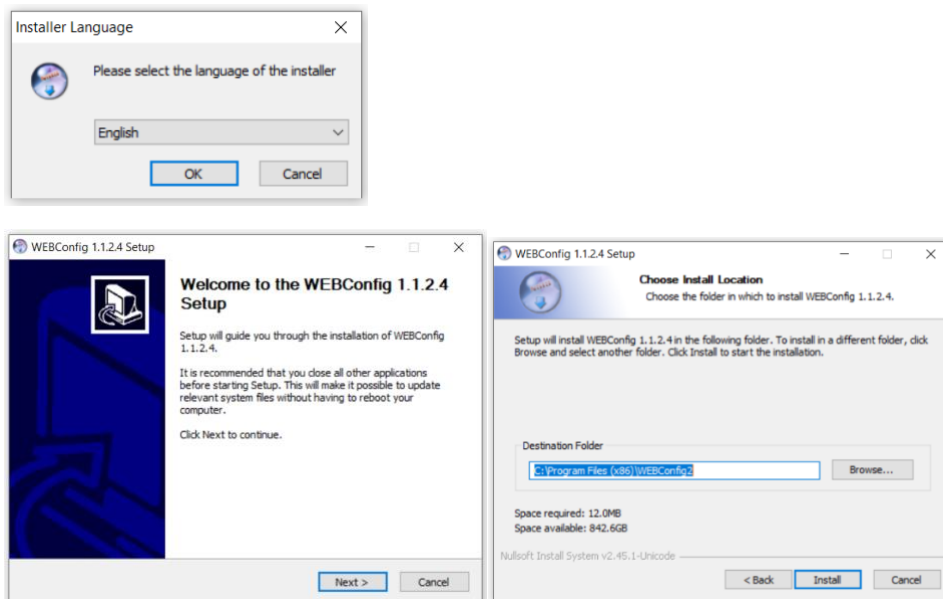 Installer Language
Please select the language of the installer
English
OK Cancel
WEBConfig 1.1.2.4 Setup
Welcome to the WEBConfig 1.1.2.4
Setup
Setup will guide you through the installation of WEBConfig
1.1.2.4.
It is recommended that you close all other applications
before starting Setup. This will make it possible to update
relevant system files without having to reboot your
computer.
Click Next to continue.
Next > Cancel
WEBConfig 1.1.2.4 Setup
Choose Install Location
Choose the folder in which to install WEBConfig 1.1.2.4.
Setup will install WEBConfig 1.1.2.4 in the following folder. To install in a different folder, click
Browse and select another folder. Click Install to start the installation.
Destination Folder
C:\Program Files (x86)\WEBConfig2
Browse...
Space required: 12.0MB
Space available: 842.6GB
Nullsoft Install System v2.45.1-Unicode
< Back Install Cancel